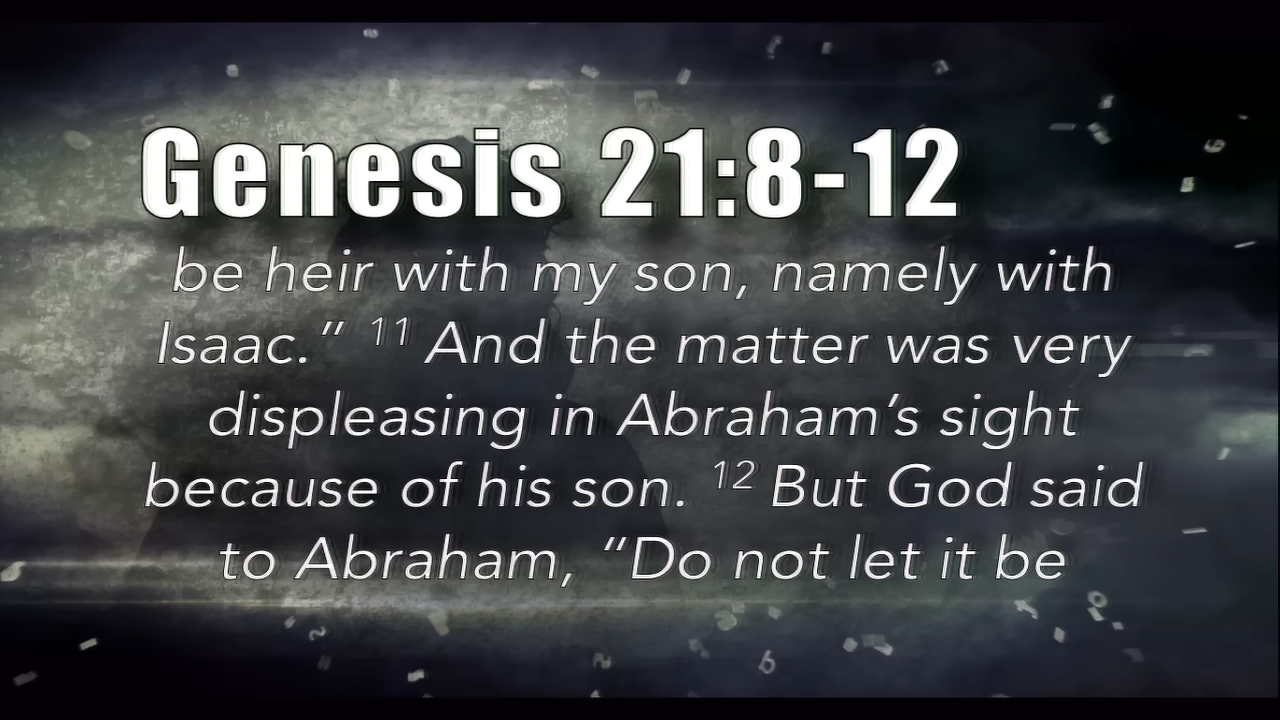 Genesis 21:8-12
be heir with my son, namely with
Isaac.” 11 And the matter was very
displeasing in Abraham’s sight
because of his son. 12 But God said
to Abraham, “Do not let it be